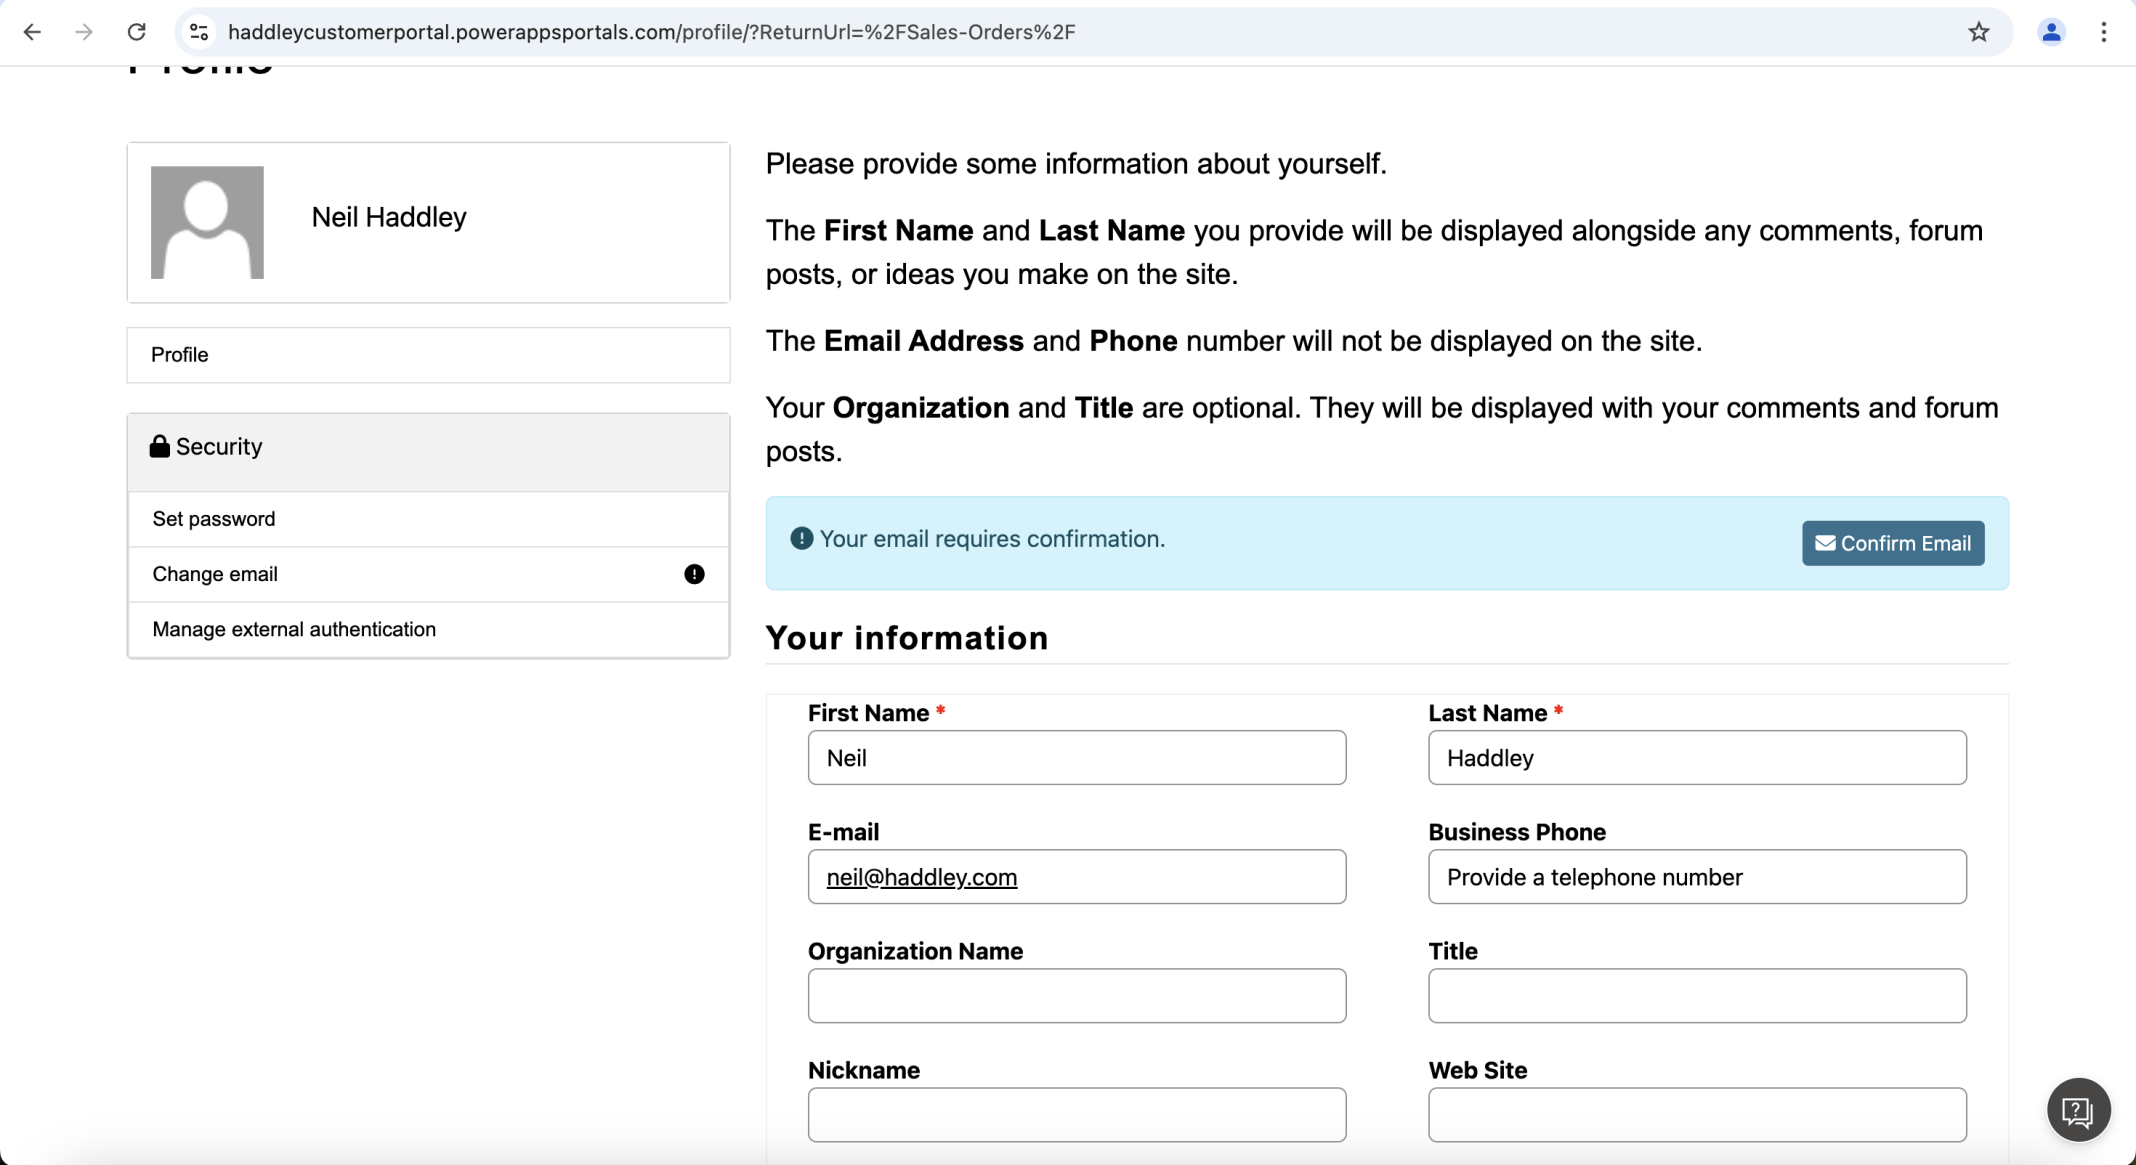 haddleycustomerportal.powerappsportals.com/profile/?ReturnUrl=%2FSales-Orders%2F
Profile
Neil Haddley
Profile
Security
Set password
Change email
Manage external authentication
Please provide some information about yourself.
The First Name and Last Name you provide will be displayed alongside any comments, forum
posts, or ideas you make on the site.
The Email Address and Phone number will not be displayed on the site.
Your Organization and Title are optional. They will be displayed with your comments and forum
posts.
Your email requires confirmation.
Confirm Email
Your information
First Name *
Last Name *
Neil
Haddley
E-mail
Business Phone
neil@haddley.com
Provide a telephone number
Organization Name
Title
Nickname
Web Site